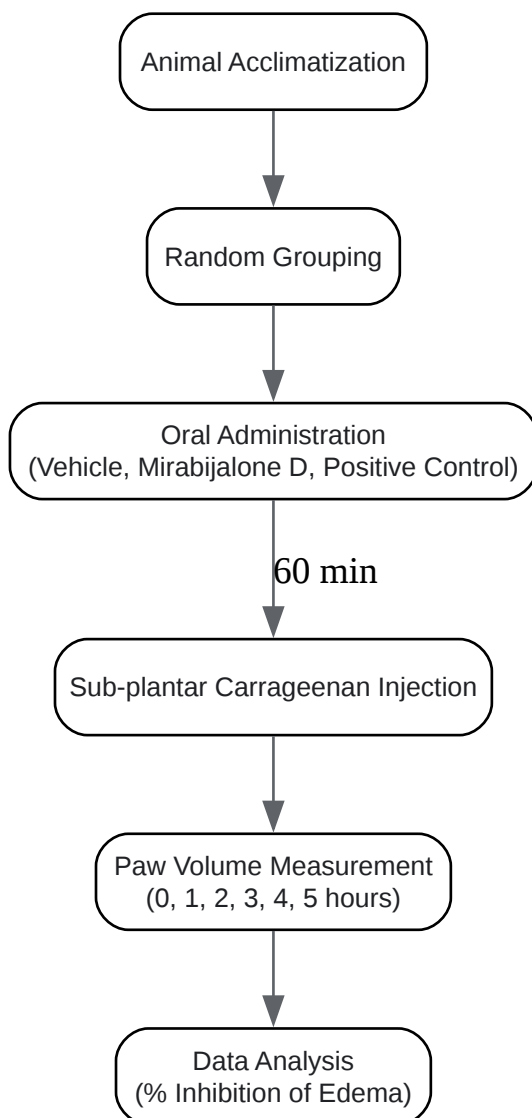 Animal Acclimatization
Random Grouping
Oral Administration
(Vehicle, Mirabijalone D, Positive Control)
60 min
Sub-plantar Carrageenan Injection
Paw Volume Measurement
(0, 1, 2, 3, 4, 5 hours)
Data Analysis
(% Inhibition of Edema)